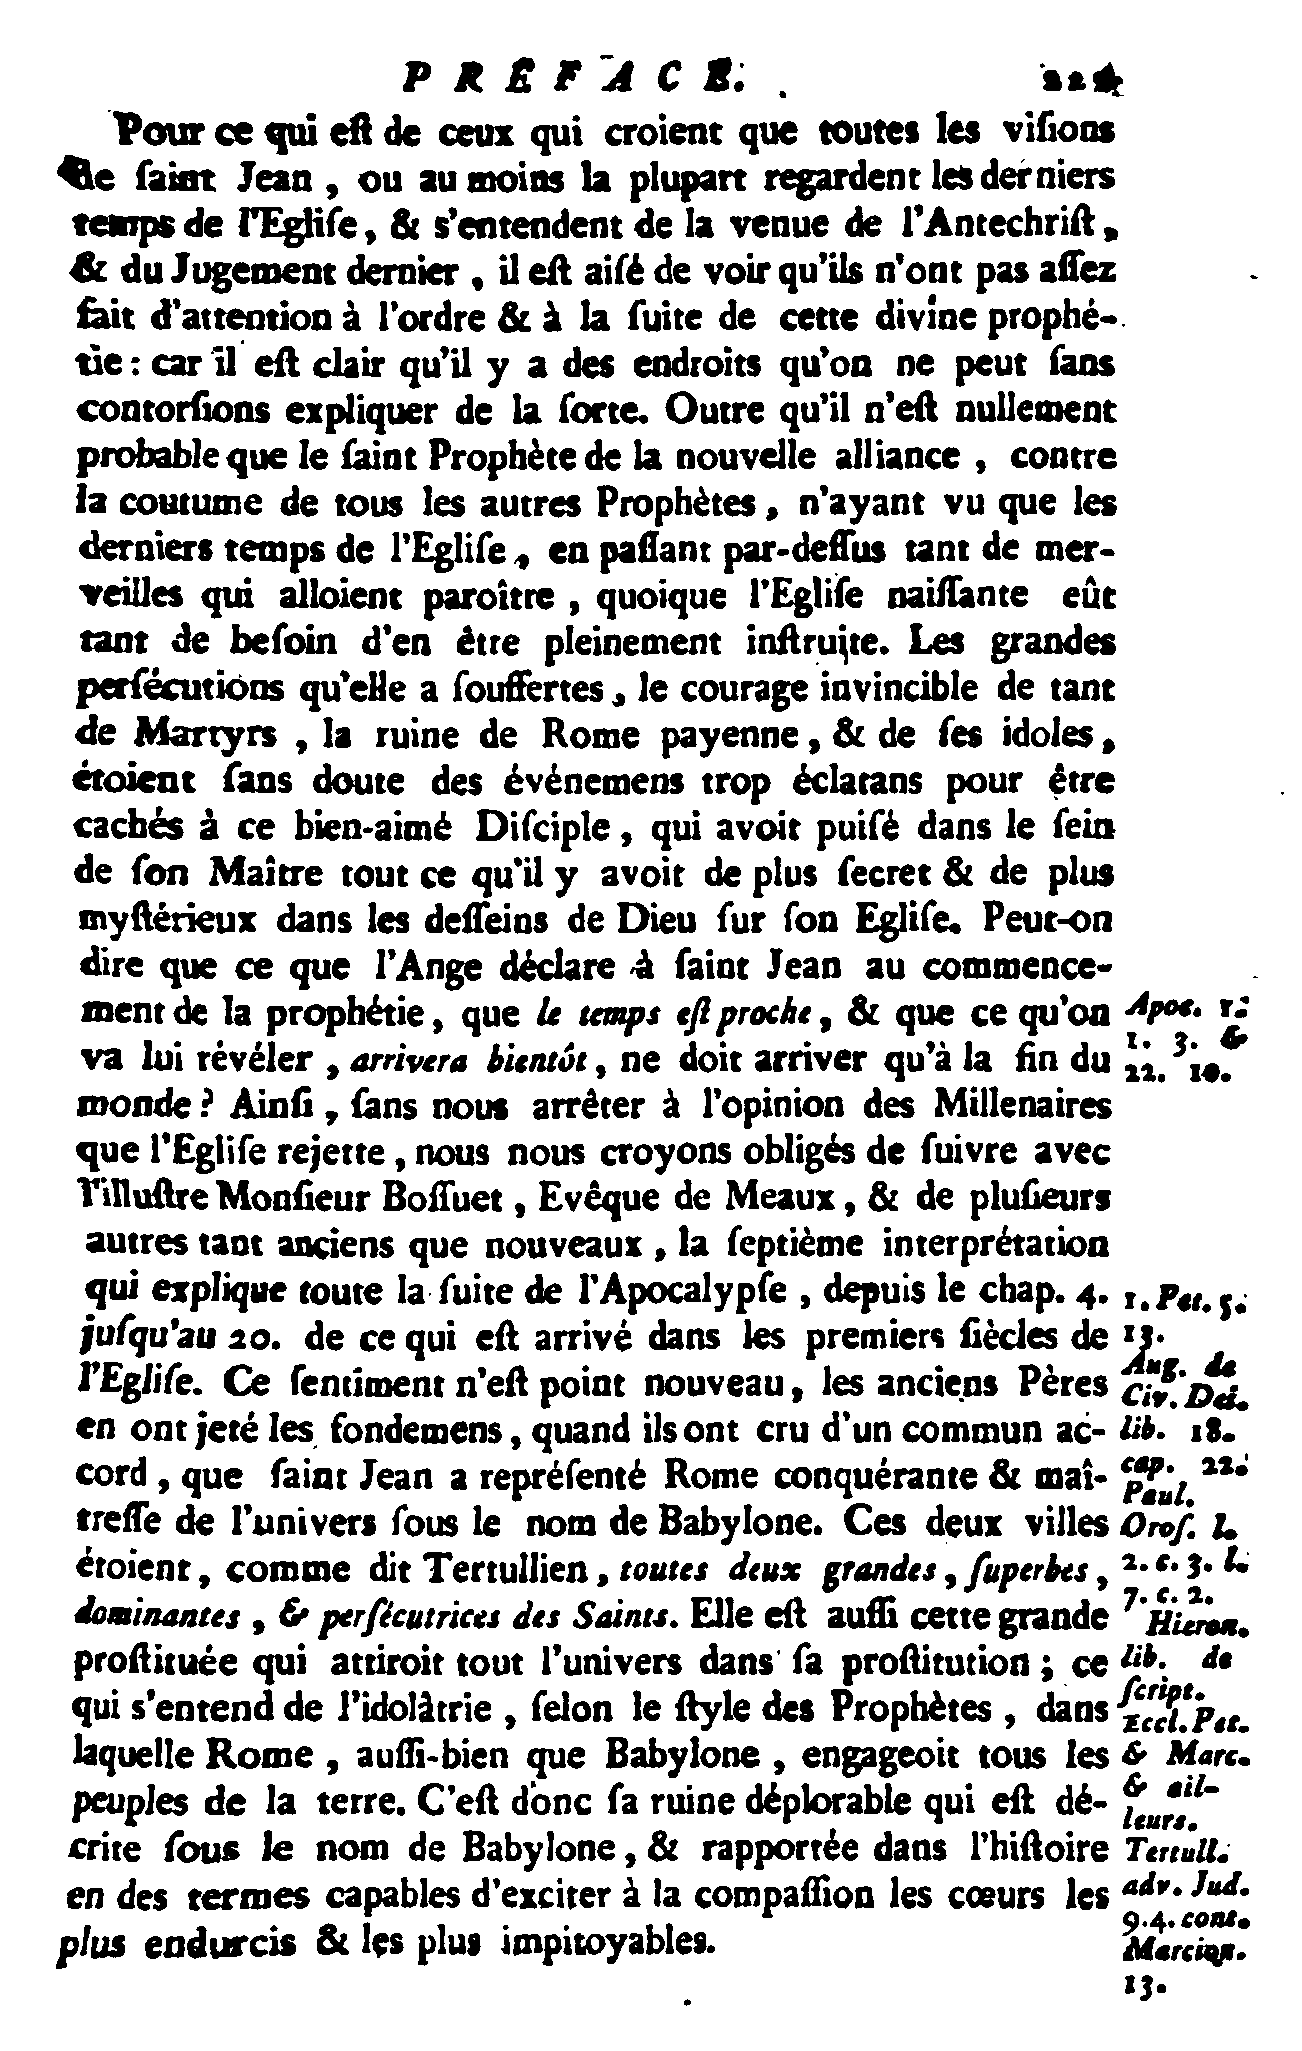 PRÉFACE.
Pour ce qui eſt de ceux qui croient que toutes les viſions
de ſaint Jean, ou au moins la plupart regardent les derniers
temps de l'Egliſe, & s'entendent de la venue de l'Antechriſt,
& du Jugement dernier, il eſt aiſé de voir qu'ils n'ont pas aſſez
fait d'attention à l'ordre & à la ſuite de cette divine prophé-
tie : car il eſt clair qu'il y a des endroits qu'on ne peut ſans
contorſions expliquer de la ſorte. Outre qu'il n'eſt nullement
probable que le ſaint Prophète de la nouvelle alliance, contre
la coutume de tous les autres Prophètes, n'ayant vu que les
derniers temps de l'Egliſe, en paſſant par-deſſus tant de mer-
veilles qui alloient paroître, quoique l'Egliſe naiſſante eût
tant de beſoin d'en être pleinement inſtruite. Les grandes
perſécutions qu'elle a ſouffertes, le courage invincible de tant
de Martyrs, la ruine de Rome payenne, & de ſes idoles,
étoient ſans doute des événemens trop éclatans pour être
cachés à ce bien-aimé Diſciple, qui avoit puiſé dans le ſein
de ſon Maître tout ce qu'il y avoit de plus ſecret & de plus
myſtérieux dans les deſſeins de Dieu ſur ſon Egliſe. Peut-on
dire que ce que l'Ange déclare à ſaint Jean au commence-
ment de la prophétie, que le temps eſt proche, & que ce qu'on
va lui révéler, arrivera bientôt, ne doit arriver qu'à la fin du
monde ? Ainſi, ſans nous arrêter à l'opinion des Millenaires
que l'Egliſe rejette, nous nous croyons obligés de ſuivre avec
l'illuſtre Monſieur Boſſuet, Evêque de Meaux, & de pluſieurs
autres tant anciens que nouveaux, la ſeptième interprétation
qui explique toute la ſuite de l'Apocalypſe, depuis le chap. 4.
juſqu'au 20. de ce qui eſt arrivé dans les premiers ſiècles de
l'Egliſe. Ce ſentiment n'eſt point nouveau, les anciens Pères
en ont jeté les fondemens, quand ils ont cru d'un commun ac-
cord, que ſaint Jean a repréſenté Rome conquérante & maî-
treſſe de l'univers ſous le nom de Babylone. Ces deux villes
étoient, comme dit Tertullien, toutes deux grandes, ſuperbes,
dominantes, & perſécutrices des Saints. Elle eſt auſſi cette grande
proſtituée qui attiroit tout l'univers dans ſa proſtitution ; ce
qui s'entend de l'idolâtrie, ſelon le ſtyle des Prophètes, dans
laquelle Rome, auſſi-bien que Babylone, engageoit tous les
peuples de la terre. C'eſt donc ſa ruine déplorable qui eſt dé-
crite ſous le nom de Babylone, & rapportée dans l'hiſtoire
en des termes capables d'exciter à la compaſſion les cœurs les
plus endurcis & les plus impitoyables.
Apoc. 1.
1. 3. &
22. 10.
1. Pet. 5.
13.
Aug. de
Civ. Dei.
lib. 18.
cap. 22.
Paul.
Oroſ. l.
2. c. 3. l.
7. c. 2.
Hieron.
lib. de
ſcript.
Eccl. Pet.
& Marc.
& ail-
leurs.
Tertull.
adv. Jud.
9.4. cont.
Marcion.
13.